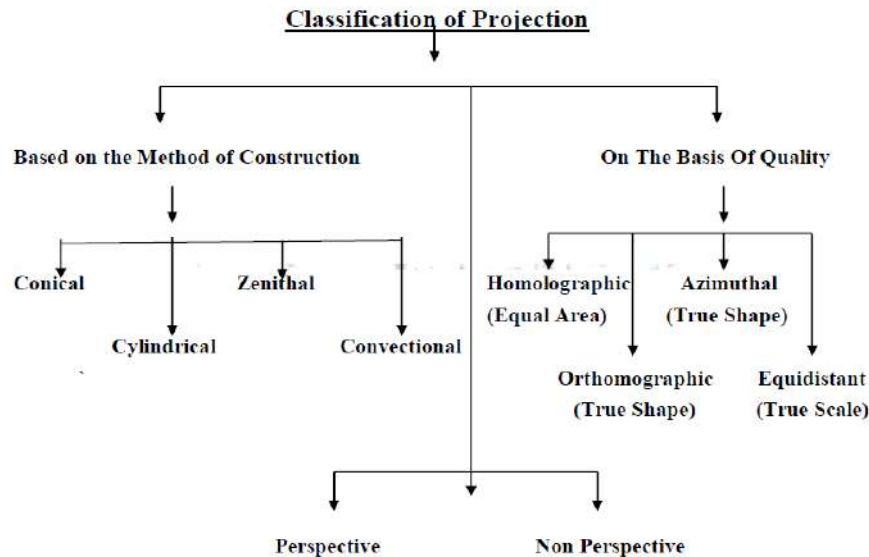 Classification of Projection
Based on the Method of Construction
On The Basis Of Quality
Conical
Zenithal
Homolographic
(Equal Area)
Azimuthal
(True Shape)
Cylindrical
Convectional
Orthomographic
(True Shape)
Equidistant
(True Scale)
Perspective
Non Perspective